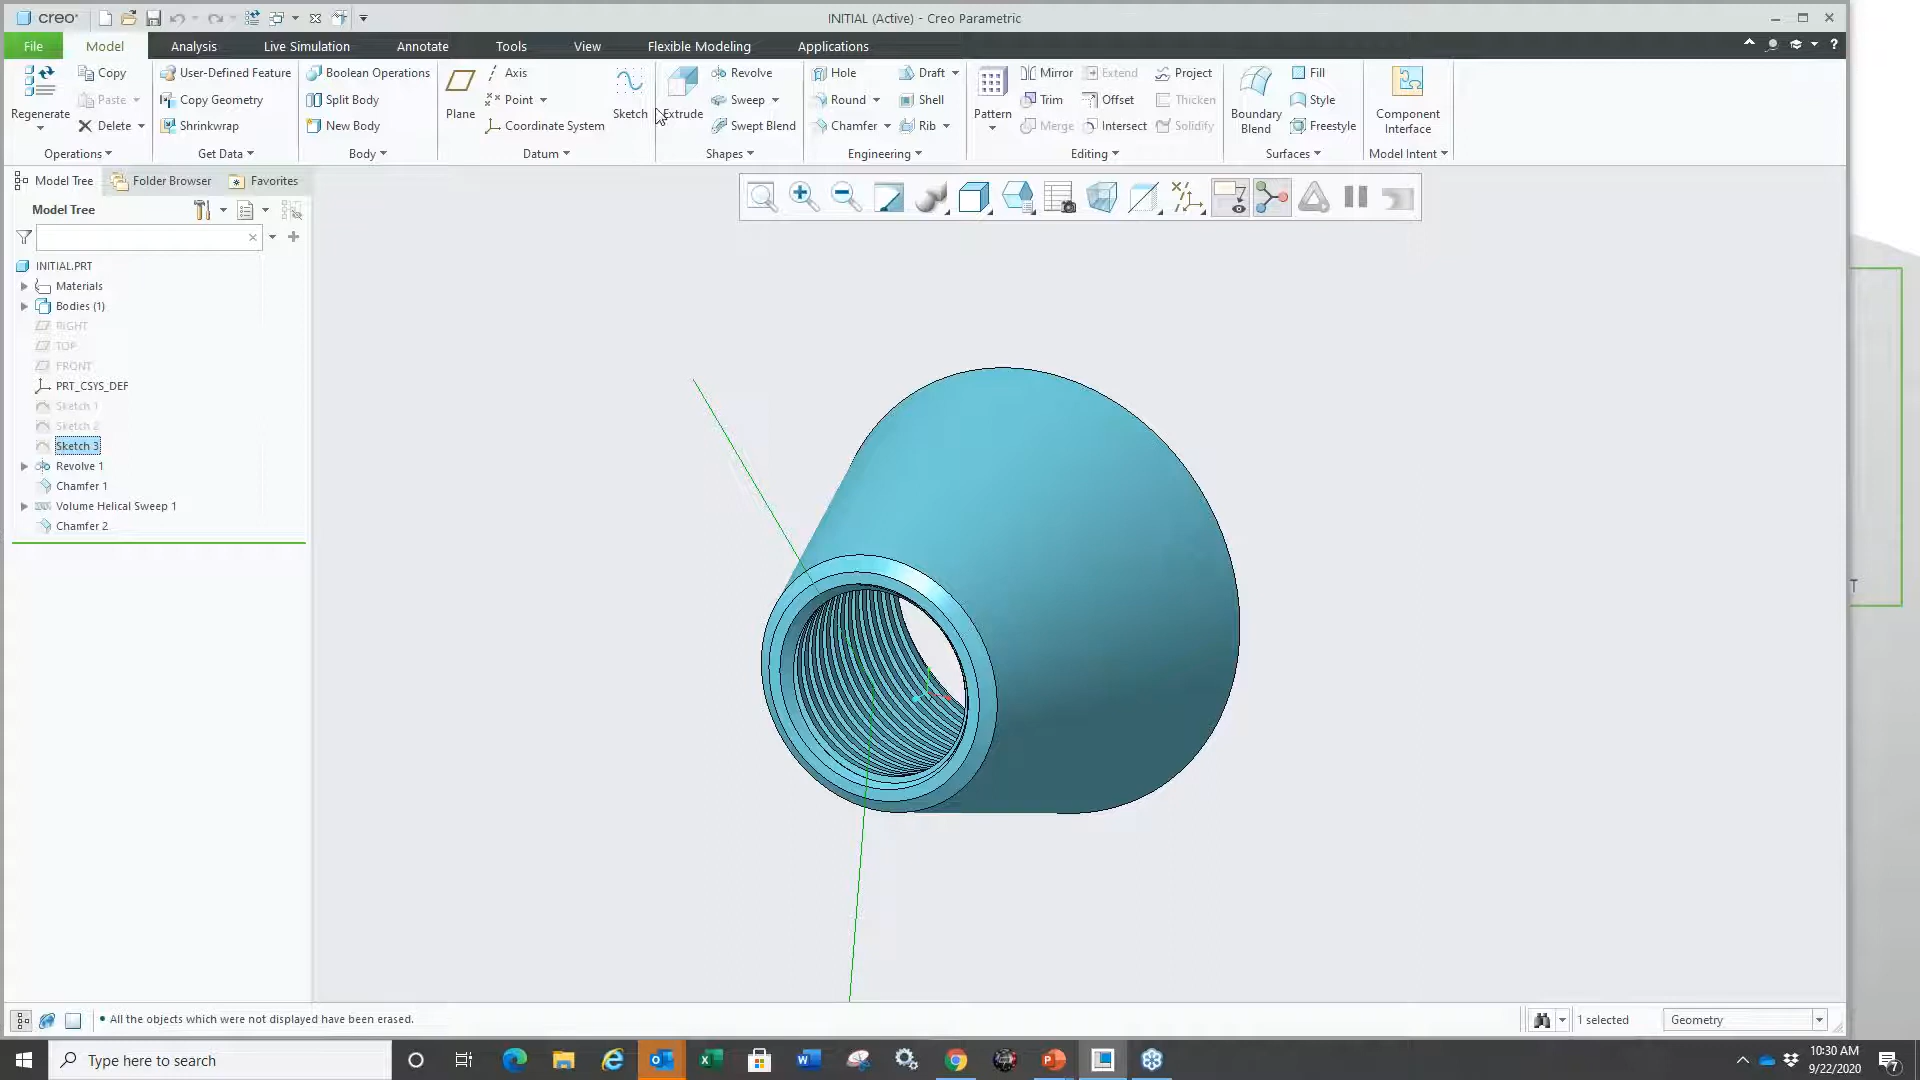 creo
INITIAL (Active) - Creo Parametric
File
Model
Analysis
Live Simulation
Annotate
Tools
View
Flexible Modeling
Applications
?
Regenerate
Copy
Paste
Delete
Operations
User-Defined Feature
Copy Geometry
Shrinkwrap
Get Data
Boolean Operations
Split Body
New Body
Body
Plane
Axis
Point
Coordinate System
Sketch
Datum
Extrude
Revolve
Sweep
Swept Blend
Shapes
Hole
Round
Chamfer
Draft
Shell
Rib
Engineering
Pattern
Mirror
Trim
Merge
Extend
Offset
Intersect
Project
Thicken
Solidify
Editing
Boundary
Blend
Fill
Style
Freestyle
Surfaces
Component
Interface
Model Intent
Model Tree
Folder Browser
Favorites
Model Tree
INITIAL.PRT
Materials
Bodies (1)
RIGHT
TOP
FRONT
PRT_CSYS_DEF
Sketch 1
Sketch 2
Sketch 3
Revolve 1
Chamfer 1
Volume Helical Sweep 1
Chamfer 2
T
• All the objects which were not displayed have been erased.
1 selected
Geometry
Type here to search
10:30 AM
9/22/2020
7